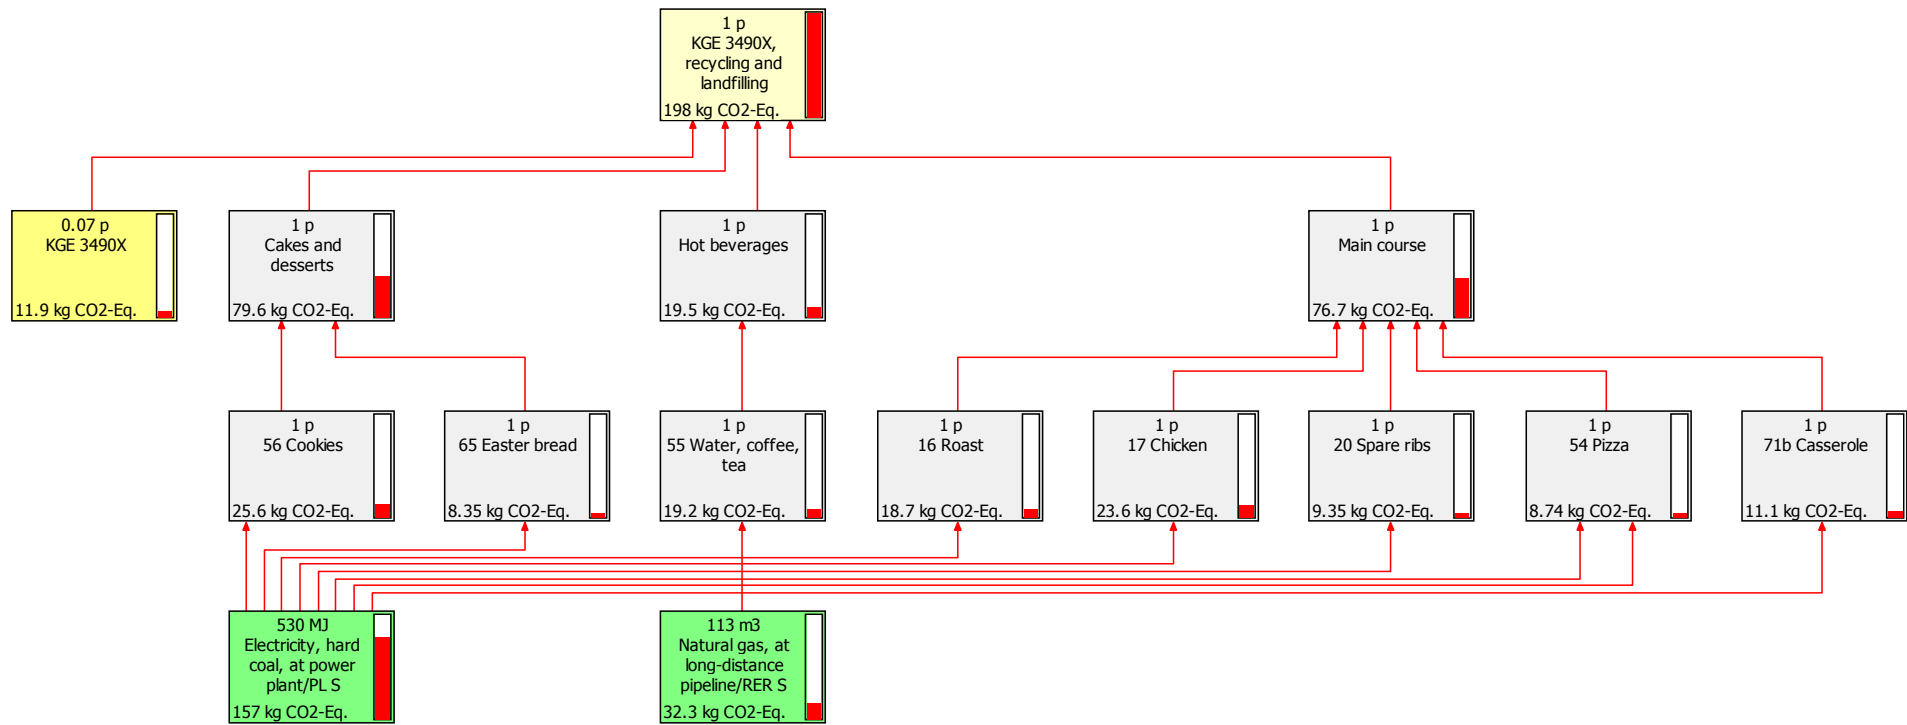 1 p
KGE 3490X,
recycling and
landfilling
198 kg CO2-Eq.
0.07 p
KGE 3490X
11.9 kg CO2-Eq.
1 p
Cakes and
desserts
79.6 kg CO2-Eq.
1 p
Hot beverages
19.5 kg CO2-Eq.
1 p
Main course
76.7 kg CO2-Eq.
1 p
56 Cookies
25.6 kg CO2-Eq.
1 p
65 Easter bread
8.35 kg CO2-Eq.
1 p
55 Water, coffee,
tea
19.2 kg CO2-Eq.
1 p
16 Roast
18.7 kg CO2-Eq.
1 p
17 Chicken
23.6 kg CO2-Eq.
1 p
20 Spare ribs
9.35 kg CO2-Eq.
1 p
54 Pizza
8.74 kg CO2-Eq.
1 p
71b Casserole
11.1 kg CO2-Eq.
530 MJ
Electricity, hard
coal, at power
plant/PL S
157 kg CO2-Eq.
113 m3
Natural gas, at
long-distance
pipeline/RER S
32.3 kg CO2-Eq.